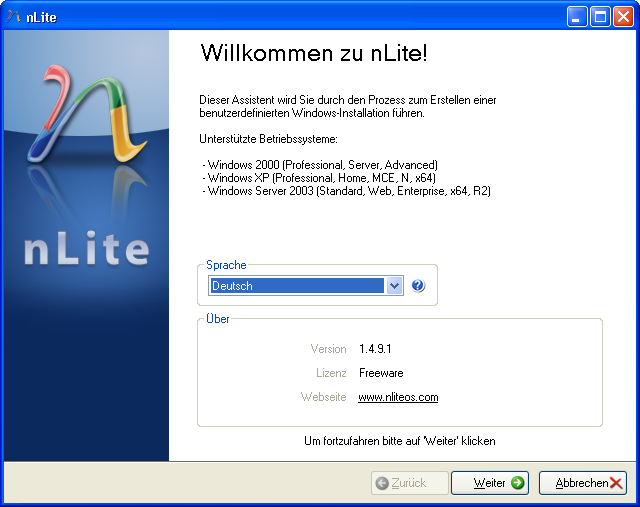 nLite
Willkommen zu nLite!
Dieser Assistent wird Sie durch den Prozess zum Erstellen einer
benutzerdefinierten Windows-Installation führen.
Unterstützte Betriebssysteme:
- Windows 2000 (Professional, Server, Advanced)
- Windows XP (Professional, Home, MCE, N, x64)
- Windows Server 2003 (Standard, Web, Enterprise, x64, R2)
nLite
Sprache
Deutsch
Über
Version 1.4.9.1
Lizenz Freeware
Webseite www.nliteos.com
Um fortzufahren bitte auf 'Weiter' klicken
Zurück Weiter Abbrechen